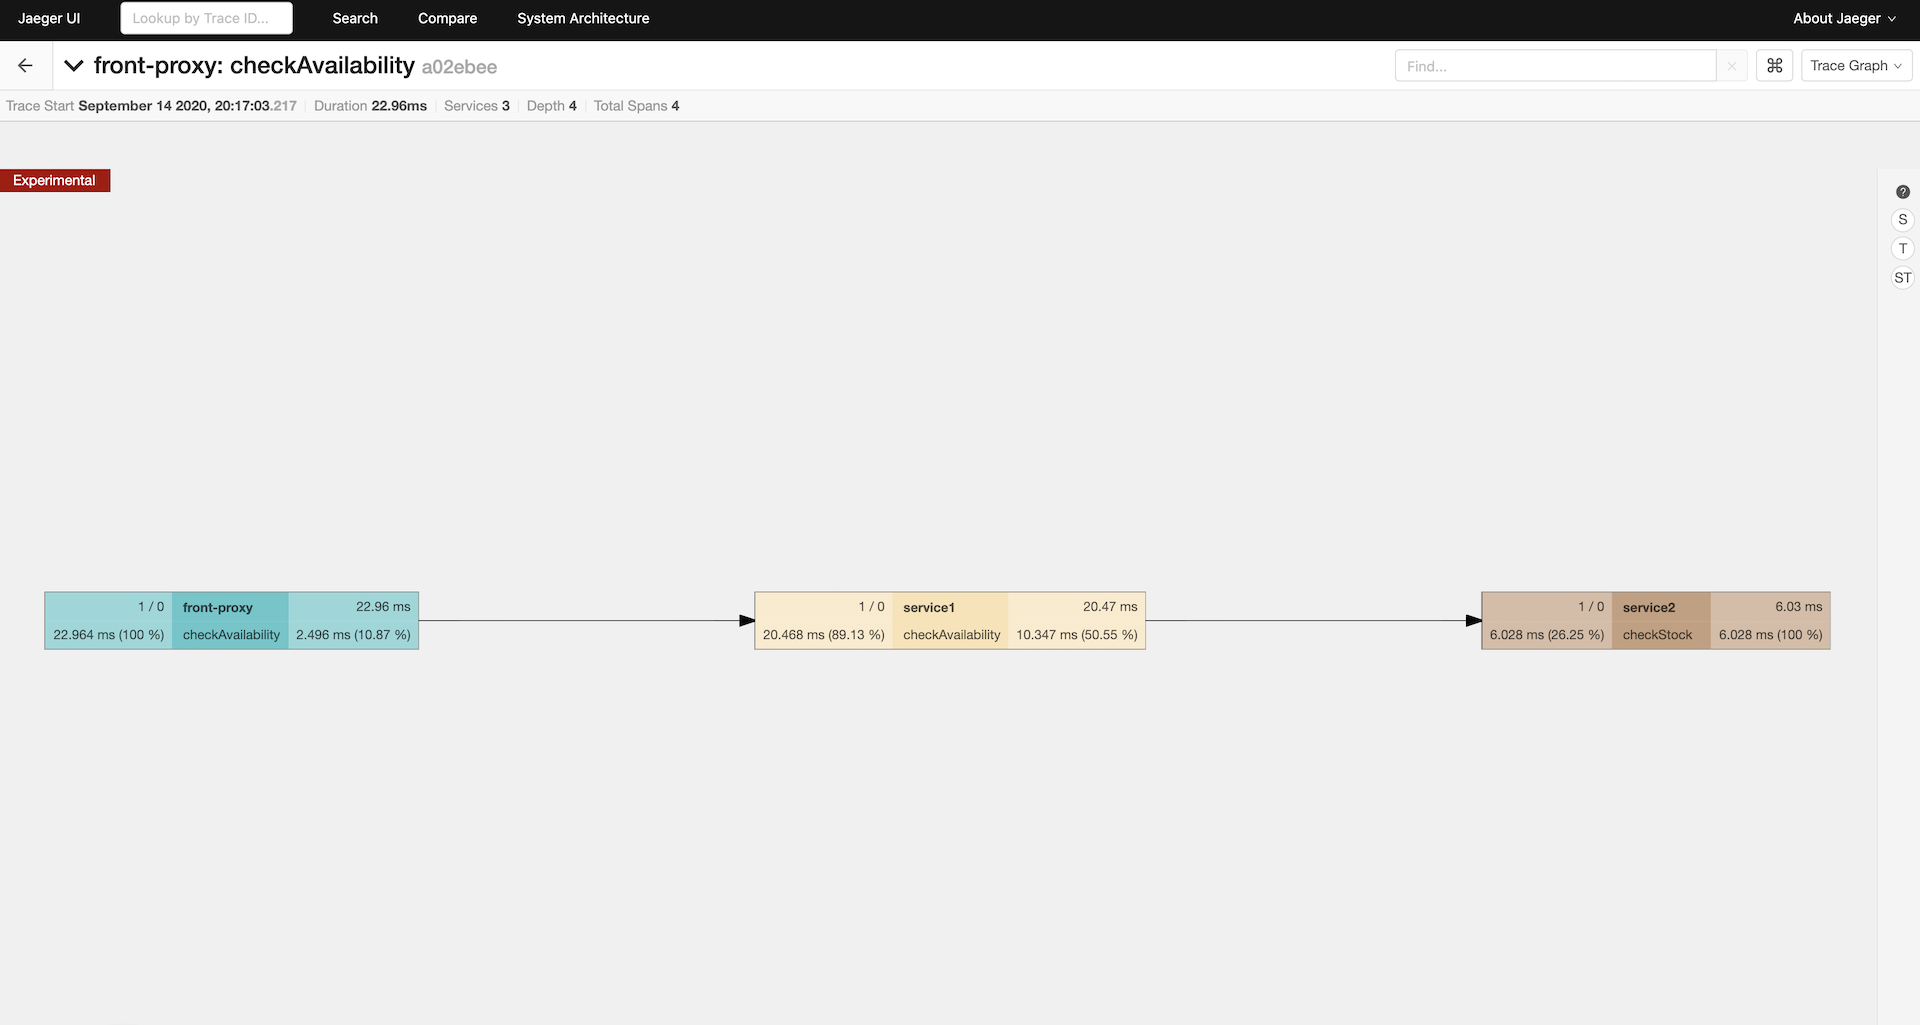 Jaeger UI Lookup by Trace ID... Search Compare System Architecture About Jaeger
front-proxy: checkAvailability a02ebee Find... ⌘ Trace Graph
Trace Start September 14 2020, 20:17:03.217 Duration 22.96ms Services 3 Depth 4 Total Spans 4
Experimental
?
S
T
ST
1 / 0 front-proxy 22.96 ms
22.964 ms (100 %) checkAvailability 2.496 ms (10.87 %)
1 / 0 service1 20.47 ms
20.468 ms (89.13 %) checkAvailability 10.347 ms (50.55 %)
1 / 0 service2 6.03 ms
6.028 ms (26.25 %) checkStock 6.028 ms (100 %)